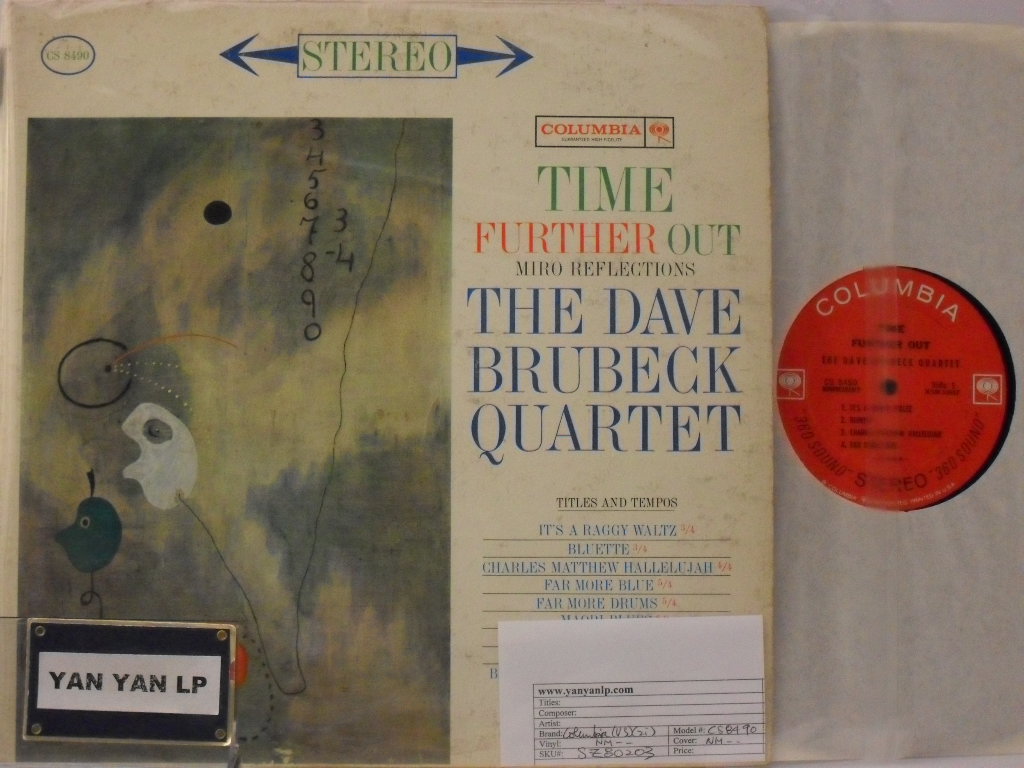 CS 8490
STEREO
COLUMBIA
GUARANTEED HIGH FIDELITY
TIME
FURTHER OUT
MIRO REFLECTIONS
THE DAVE
BRUBECK
QUARTET
TITLES AND TEMPOS
IT'S A RAGGY WALTZ 3/4
BLUETTE 3/4
CHARLES MATTHEW HALLELUJAH 4/4
FAR MORE BLUE 5/4
FAR MORE DRUMS 5/4
B
3
4
5
6
7 3
8 -4
9
0
YAN YAN LP
www.yanyanlp.com
Titles:
Composer:
Artist:
Brand: Columbia Model #: CS8490
Vinyl: NM-- Cover: NM--
SKU#: SZ80203 Price:
COLUMBIA
TIME
FURTHER OUT
THE DAVE BRUBECK QUARTET
"360 SOUND" STEREO "360 SOUND"